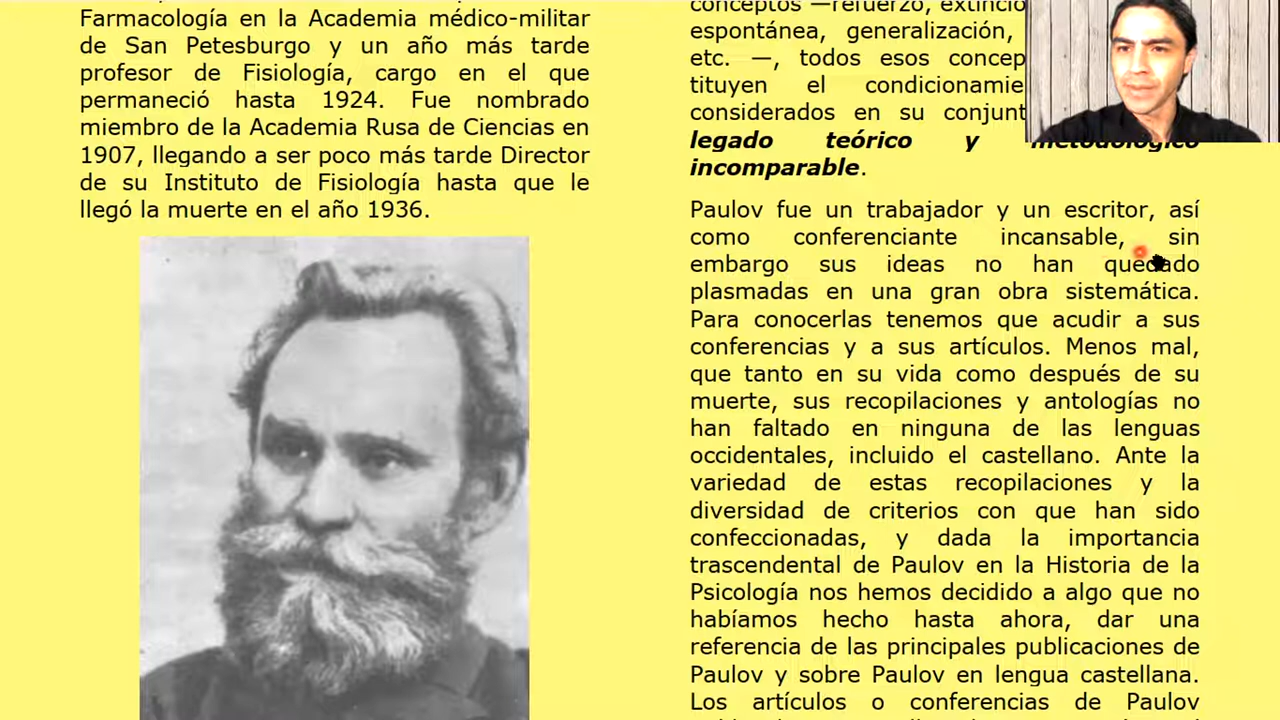 Farmacología en la Academia médico-militar
de San Petesburgo y un año más tarde
profesor de Fisiología, cargo en el que
permaneció hasta 1924. Fue nombrado
miembro de la Academia Rusa de Ciencias en
1907, llegando a ser poco más tarde Director
de su Instituto de Fisiología hasta que le
llegó la muerte en el año 1936.
conceptos —refuerzo, extinció
espontánea, generalización,
etc. —, todos esos concep
tituyen el condicionamie
considerados en su conjunt
legado teórico y metodológico
incomparable.
Paulov fue un trabajador y un escritor, así
como conferenciante incansable, sin
embargo sus ideas no han quedado
plasmadas en una gran obra sistemática.
Para conocerlas tenemos que acudir a sus
conferencias y a sus artículos. Menos mal,
que tanto en su vida como después de su
muerte, sus recopilaciones y antologías no
han faltado en ninguna de las lenguas
occidentales, incluido el castellano. Ante la
variedad de estas recopilaciones y la
diversidad de criterios con que han sido
confeccionadas, y dada la importancia
trascendental de Paulov en la Historia de la
Psicología nos hemos decidido a algo que no
habíamos hecho hasta ahora, dar una
referencia de las principales publicaciones de
Paulov y sobre Paulov en lengua castellana.
Los artículos o conferencias de Paulov